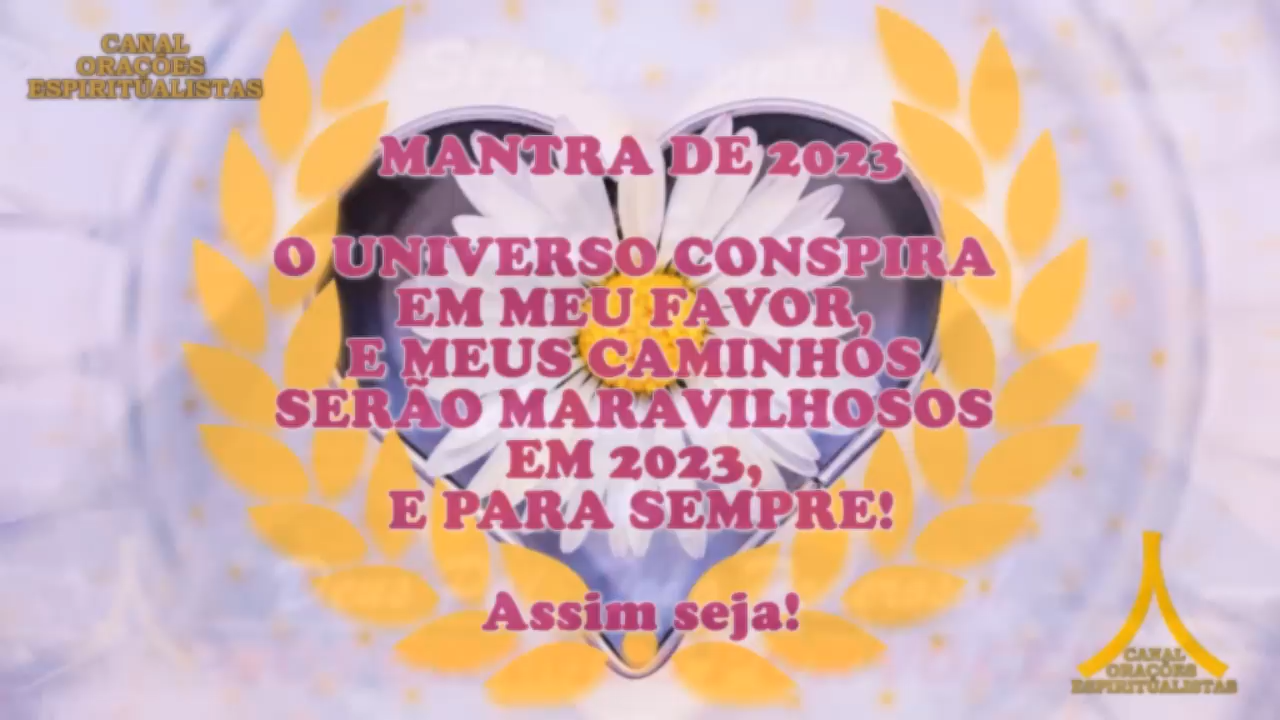 CANAL
ORAÇÕES
ESPIRITUALISTAS
MANTRA DE 2023
O UNIVERSO CONSPIRA
EM MEU FAVOR,
E MEUS CAMINHOS
SERÃO MARAVILHOSOS
EM 2023,
E PARA SEMPRE!
Assim seja!
CANAL
ORAÇÕES
ESPIRITUALISTAS